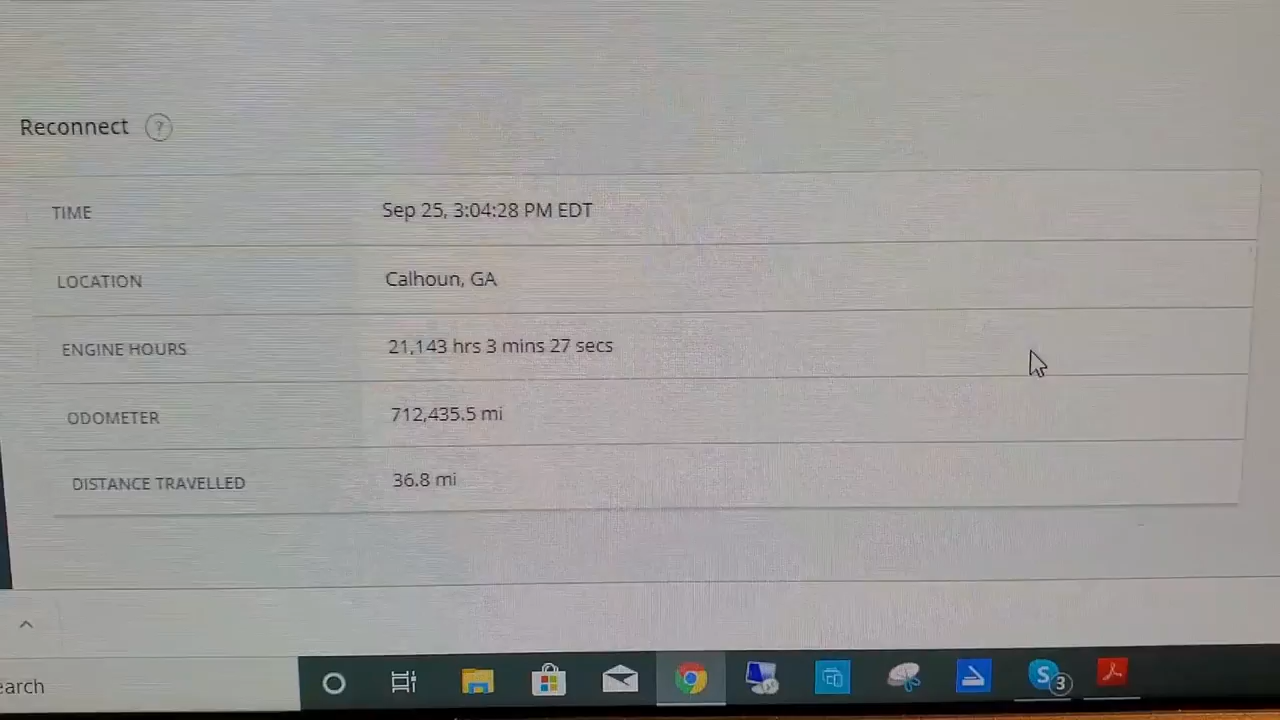 Reconnect ?
TIME Sep 25, 3:04:28 PM EDT
LOCATION Calhoun, GA
ENGINE HOURS 21,143 hrs 3 mins 27 secs
ODOMETER 712,435.5 mi
DISTANCE TRAVELLED 36.8 mi
earch
S 3